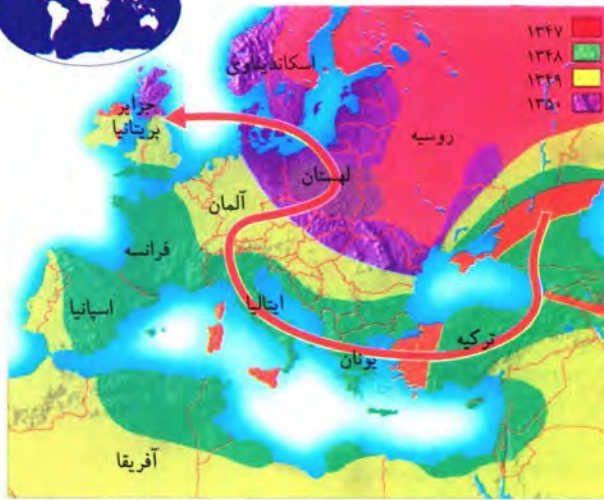 ۱۳۴۷
۱۳۴۸
۱۳۴۹
۱۳۵۰
اسکاندیناوی
جزایر
بریتانیا
روسیه
لهستان
آلمان
فرانسه
اسپانیا
ایتالیا
یونان
ترکیه
آفریقا